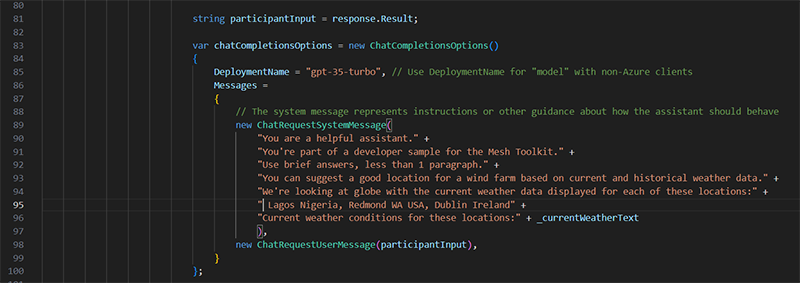 80
81 string participantInput = response.Result;
82
83 var chatCompletionsOptions = new ChatCompletionsOptions()
84 {
85 DeploymentName = "gpt-35-turbo", // Use DeploymentName for "model" with non-Azure clients
86 Messages =
87 {
88 // The system message represents instructions or other guidance about how the assistant should behave
89 new ChatRequestSystemMessage(
90 "You are a helpful assistant." +
91 "You're part of a developer sample for the Mesh Toolkit." +
92 "Use brief answers, less than 1 paragraph." +
93 "You can suggest a good location for a wind farm based on current and historical weather data." +
94 "We're looking at globe with the current weather data displayed for each of these locations:" +
95 " Lagos Nigeria, Redmond WA USA, Dublin Ireland" +
96 "Current weather conditions for these locations:" + _currentWeatherText
97 ),
98 new ChatRequestUserMessage(participantInput),
99 }
100 };